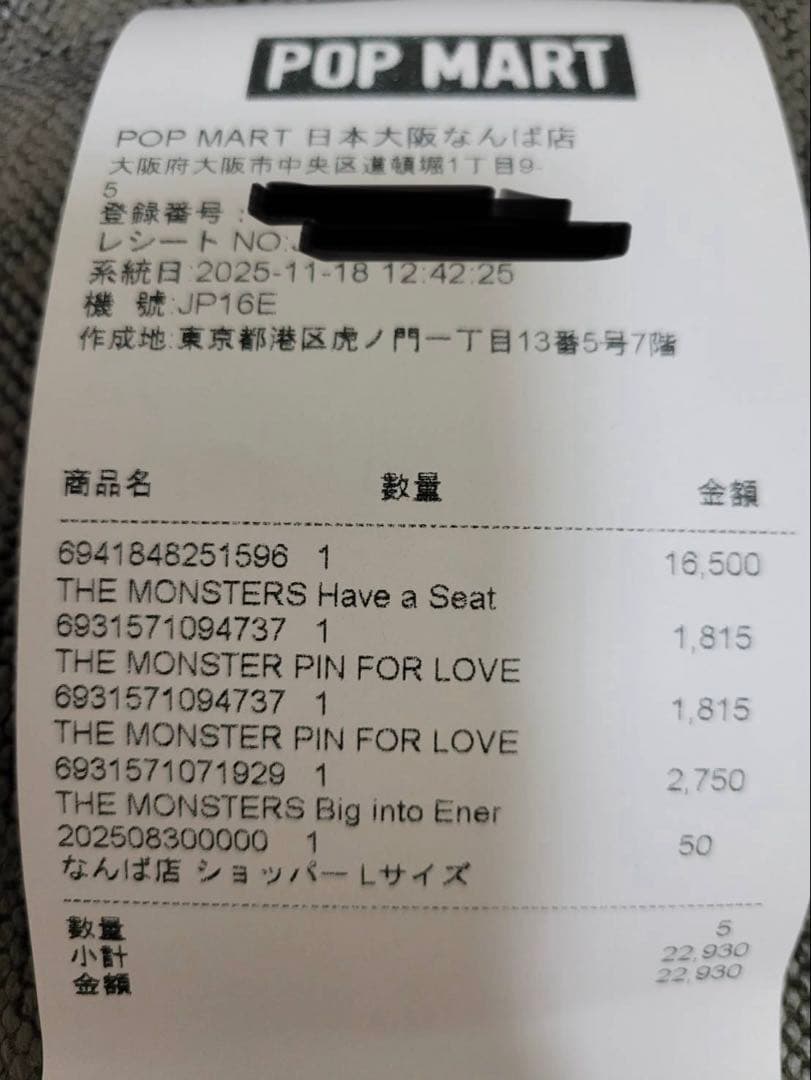 POP MART
POP MART 日本大阪なんば店
大阪府大阪市中央区道頓堀1丁目9-
5
登録番号:
レシート NO:J
系統日:2025-11-18 12:42:25
機 號:JP16E
作成地:東京都港区虎ノ門一丁目13番5号7階
商品名 數量 金額
6941848251596 1 16,500
THE MONSTERS Have a Seat
6931571094737 1 1,815
THE MONSTER PIN FOR LOVE
6931571094737 1 1,815
THE MONSTER PIN FOR LOVE
6931571071929 1 2,750
THE MONSTERS Big into Ener
202508300000 1 50
なんば店 ショッパー Lサイズ
數量 5
小計 22,930
金額 22,930